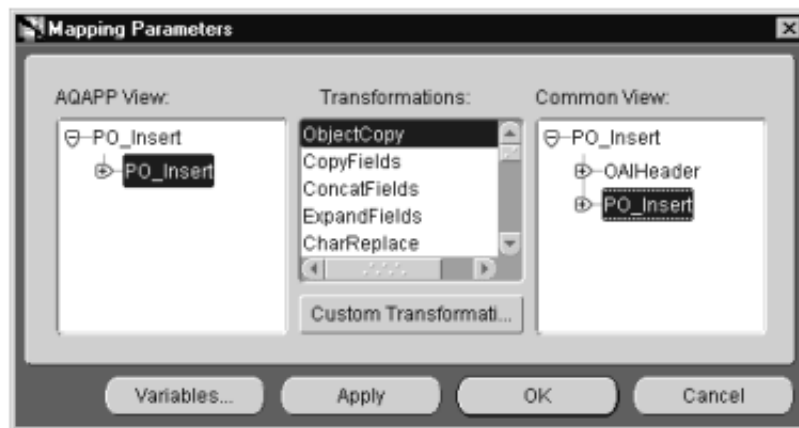 Mapping Parameters
AQAPP View:
Transformations:
Common View:
PO_Insert
PO_Insert
ObjectCopy
CopyFields
ConcatFields
ExpandFields
CharReplace
Custom Transformati...
PO_Insert
OAIHeader
PO_Insert
Variables...
Apply
OK
Cancel